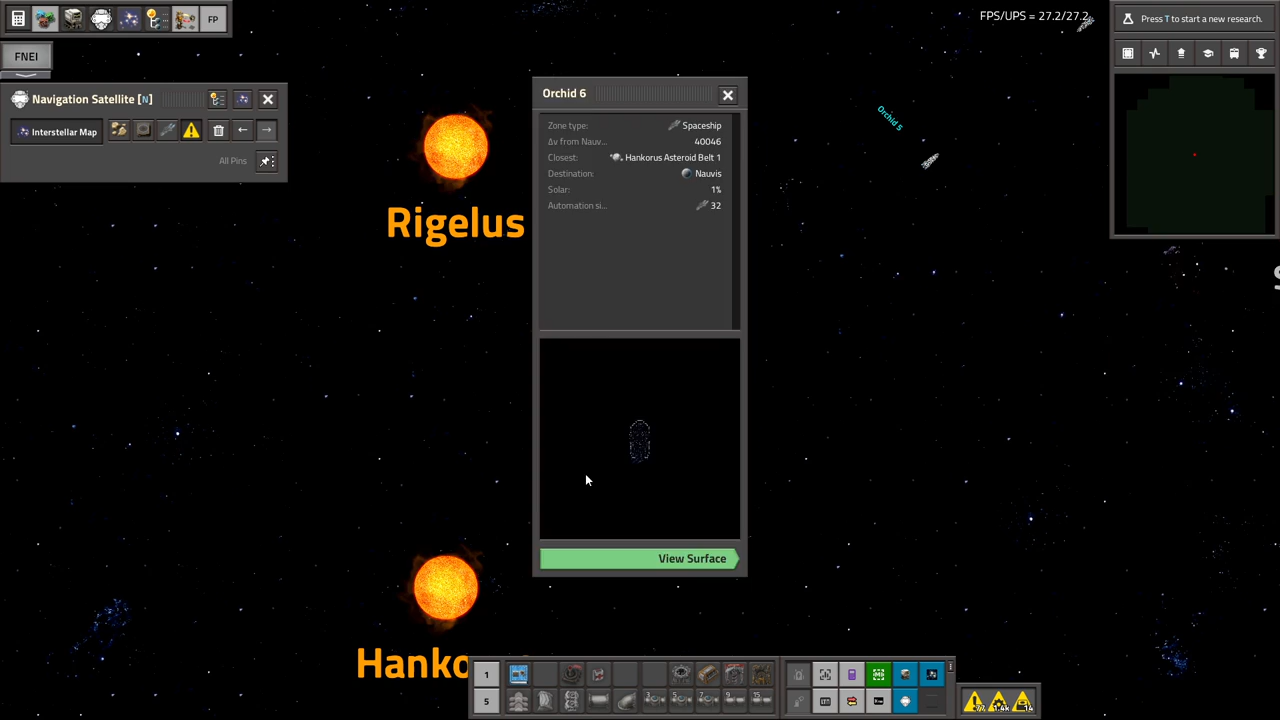 FP
FPS/UPS = 27.2/27.2
Press T to start a new research.
FNEI
Navigation Satellite [N]
Interstellar Map
All Pins
Orchid 6
Zone type: Spaceship
Δv from Nauv... 40046
Closest: Hankorus Asteroid Belt 1
Destination: Nauvis
Solar: 1%
Automation si... 32
View Surface
Orchid 5
Rigelus
Hanko
1
5